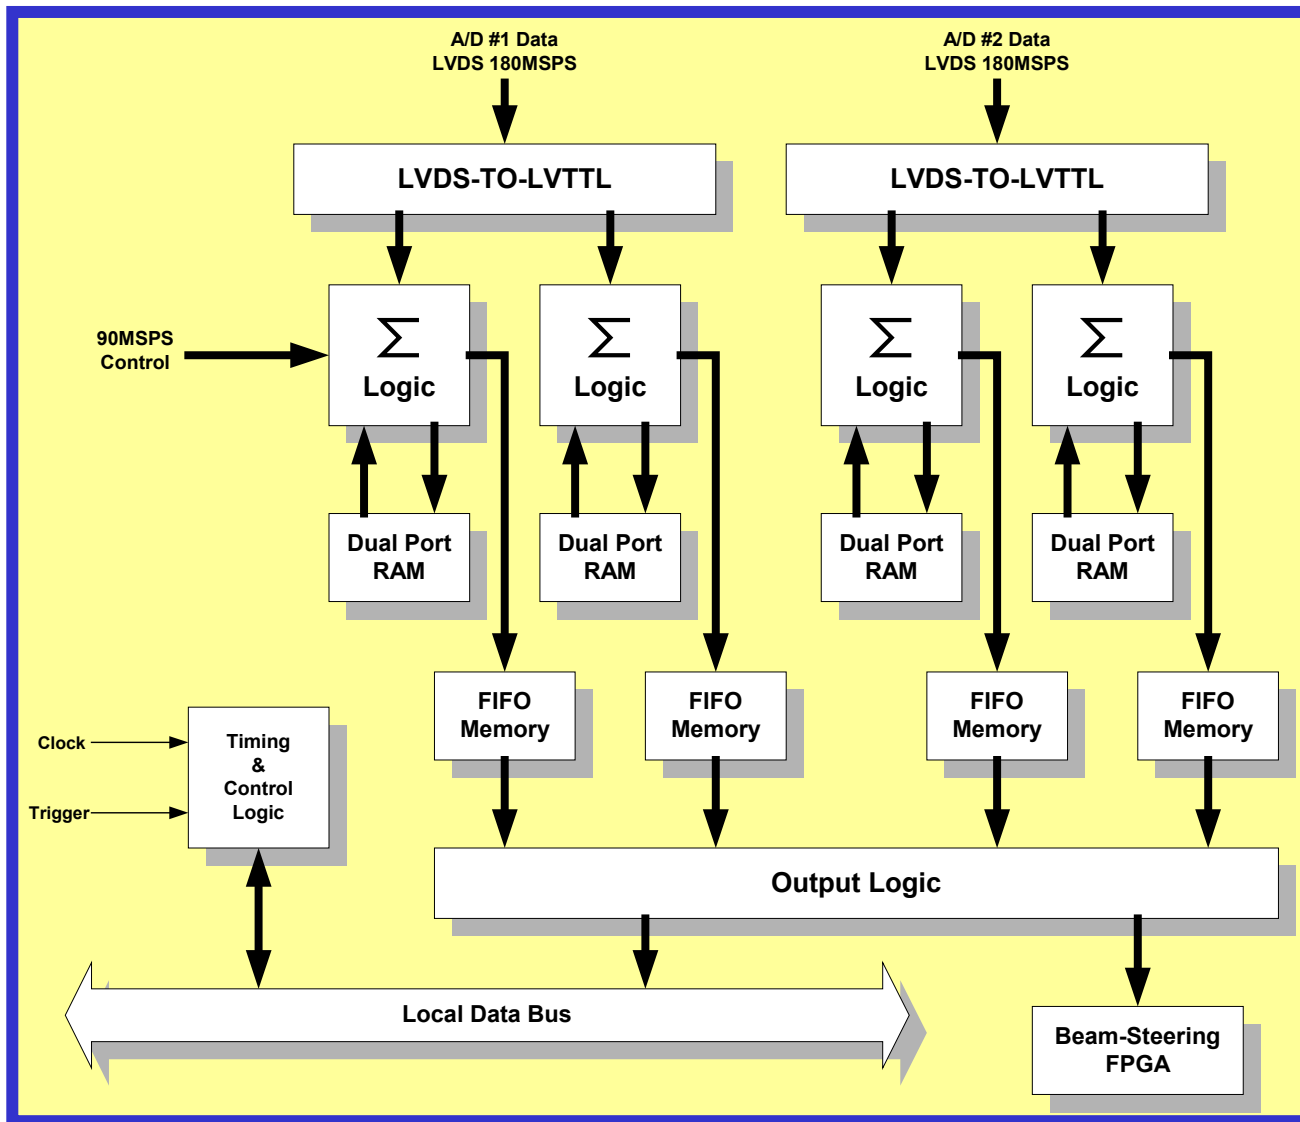 A/D #1 Data
LVDS 180MSPS
A/D #2 Data
LVDS 180MSPS
LVDS-TO-LVTTL
LVDS-TO-LVTTL
90MSPS
Control
Σ
Logic
Σ
Logic
Σ
Logic
Σ
Logic
Dual Port
RAM
Dual Port
RAM
Dual Port
RAM
Dual Port
RAM
FIFO
Memory
FIFO
Memory
FIFO
Memory
FIFO
Memory
Clock
Trigger
Timing
&
Control
Logic
Output Logic
Local Data Bus
Beam-Steering
FPGA